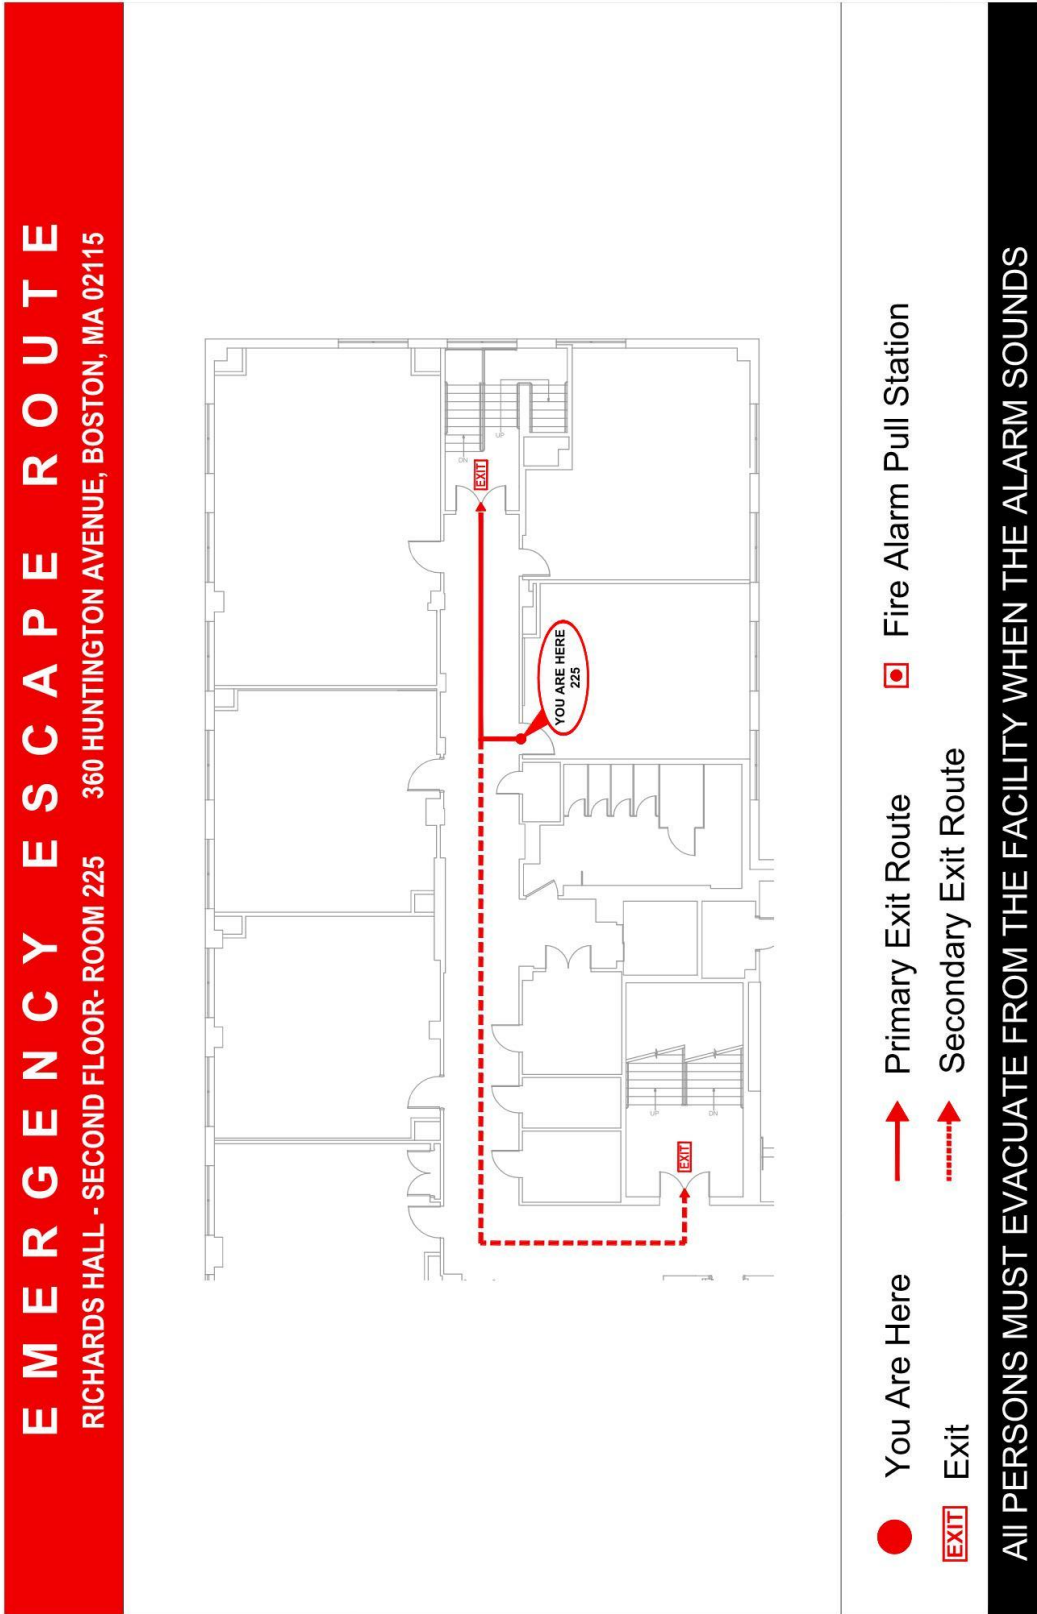 EMERGENCY ESCAPE ROUTE
RICHARDS HALL - SECOND FLOOR- ROOM 225 360 HUNTINGTON AVENUE, BOSTON, MA 02115
DN
UP
EXIT
YOU ARE HERE
225
UP
DN
EXIT
You Are Here
Primary Exit Route
Fire Alarm Pull Station
EXIT Exit
Secondary Exit Route
All PERSONS MUST EVACUATE FROM THE FACILITY WHEN THE ALARM SOUNDS